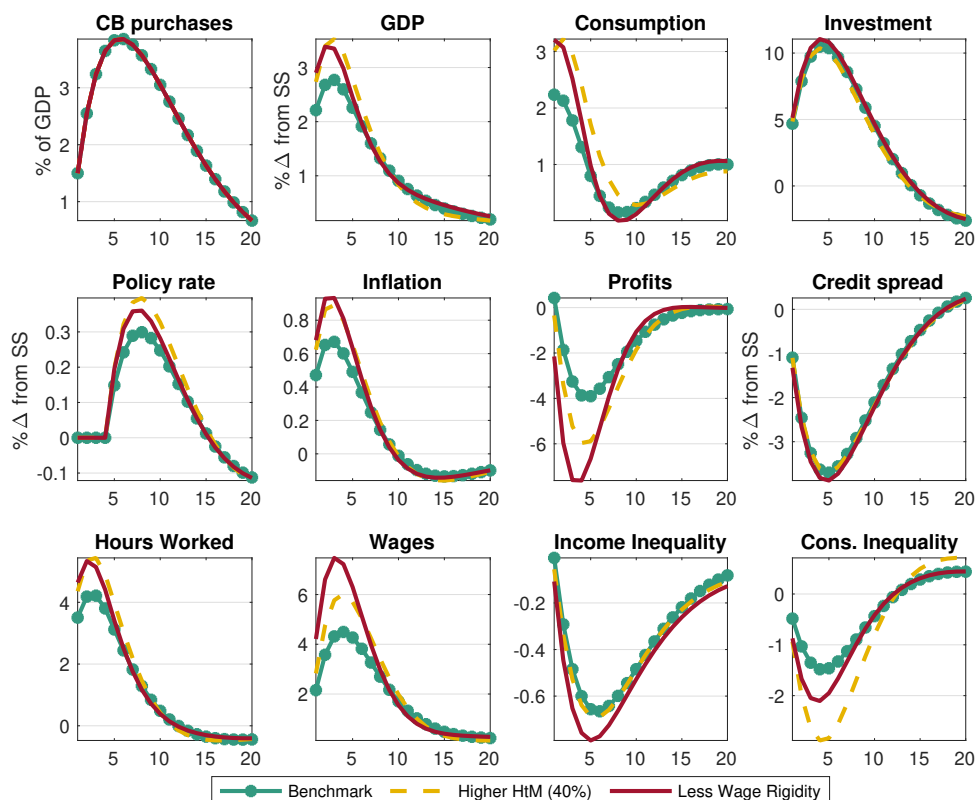 CB purchases GDP Consumption Investment
% of GDP
3
2
1
5 10 15 20
% Δ from SS
3
2
1
5 10 15 20
3
2
1
5 10 15 20
10
5
0
5 10 15 20
Policy rate Inflation Profits Credit spread
% Δ from SS
0.3
0.2
0.1
0
-0.1
5 10 15 20
0.8
0.6
0.4
0.2
0
5 10 15 20
0
-2
-4
-6
5 10 15 20
% Δ from SS
0
-1
-2
-3
5 10 15 20
Hours Worked Wages Income Inequality Cons. Inequality
4
2
0
5 10 15 20
6
4
2
5 10 15 20
-0.2
-0.4
-0.6
5 10 15 20
0
-1
-2
5 10 15 20
Benchmark Higher HtM (40%) Less Wage Rigidity